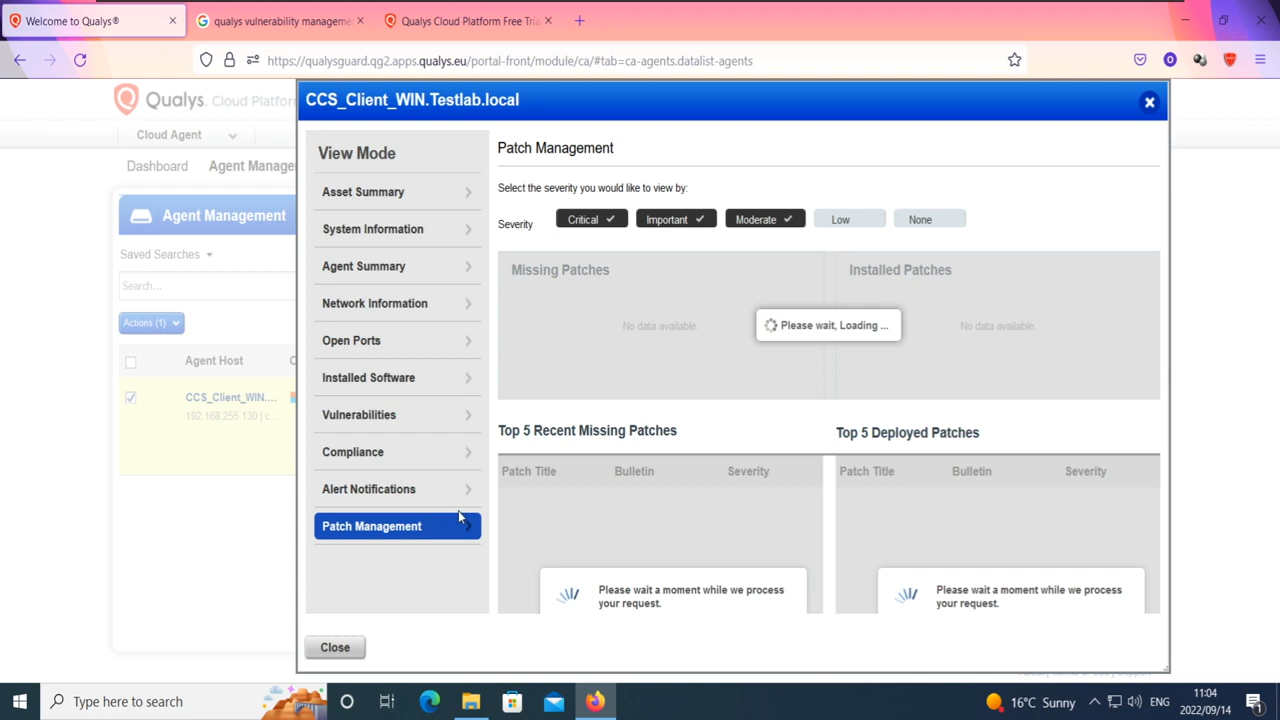 Welcome to Qualys®
qualys vulnerability manageme
Qualys Cloud Platform Free Tria
https://qualysguard.qg2.apps.qualys.eu/portal-front/module/ca/#tab=ca-agents.datalist-agents
Qualys. Cloud Platfor
CCS_Client_WIN.Testlab.local
Cloud Agent
Dashboard
Agent Manage
Agent Management
Saved Searches
Search...
Actions (1)
Agent Host
CCS_Client_WIN....
192.168.255.130 | c...
View Mode
Asset Summary
System Information
Agent Summary
Network Information
Open Ports
Installed Software
Vulnerabilities
Compliance
Alert Notifications
Patch Management
Patch Management
Select the severity you would like to view by:
Severity
Critical
Important
Moderate
Low
None
Missing Patches
Installed Patches
No data available.
Please wait, Loading ...
No data available.
Top 5 Recent Missing Patches
Top 5 Deployed Patches
Patch Title
Bulletin
Severity
Patch Title
Bulletin
Severity
Please wait a moment while we process
your request.
Please wait a moment while we process
your request.
Close
Type here to search
16°C Sunny
ENG
11:04
2022/09/14
1